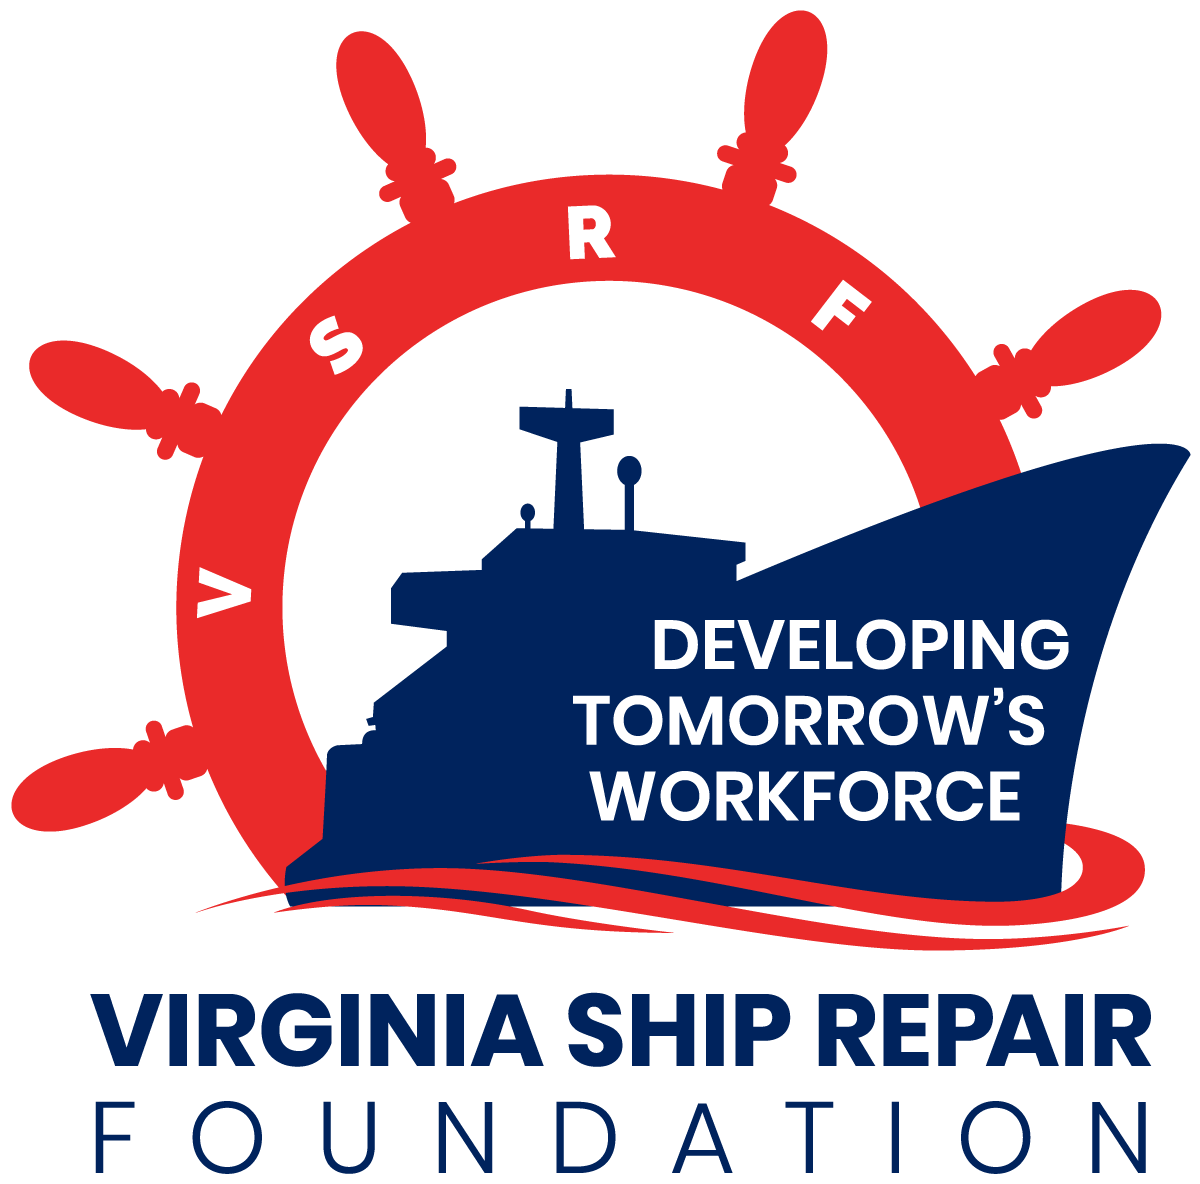 V S R F
DEVELOPING
TOMORROW'S
WORKFORCE
VIRGINIA SHIP REPAIR
FOUNDATION